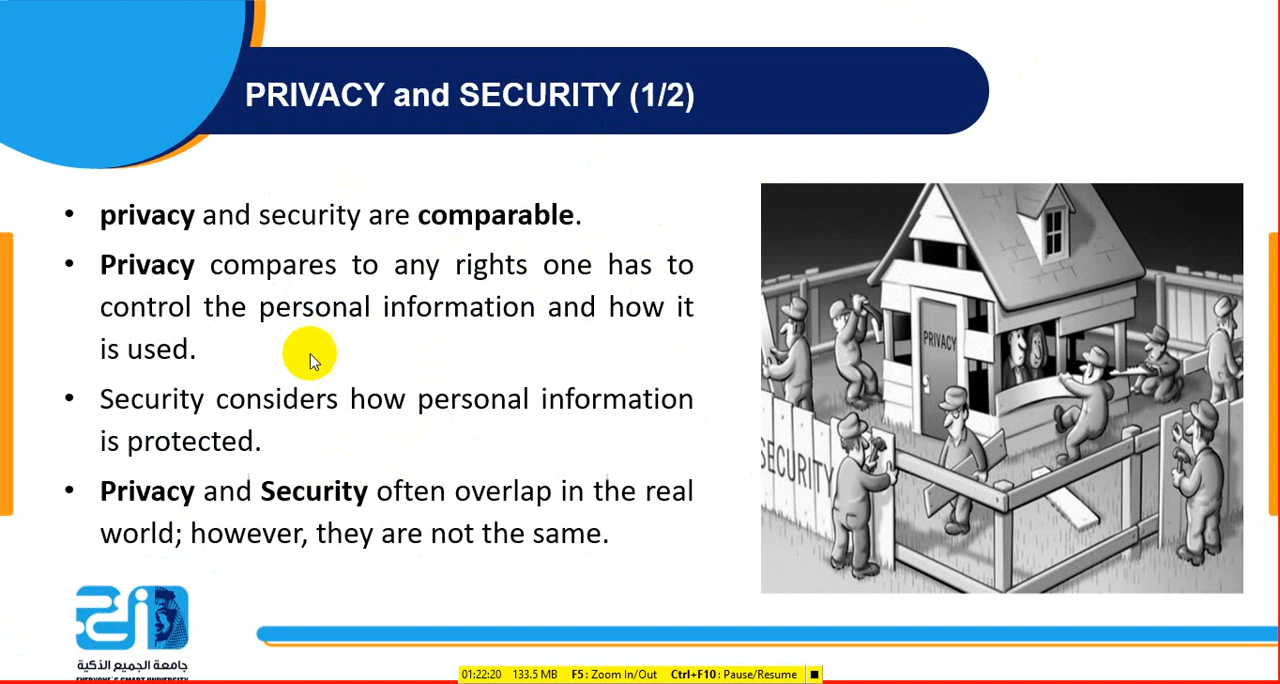 PRIVACY and SECURITY (1/2)
• privacy and security are comparable.
• Privacy compares to any rights one has to
control the personal information and how it
is used.
• Security considers how personal information
is protected.
• Privacy and Security often overlap in the real
world; however, they are not the same.
PRIVACY
SECURITY
جامعة الجميع الذكية
EVERYONE'S SMART UNIVERSITY
01:22:20 133.5 MB F5: Zoom In/Out Ctrl+F10: Pause/Resume